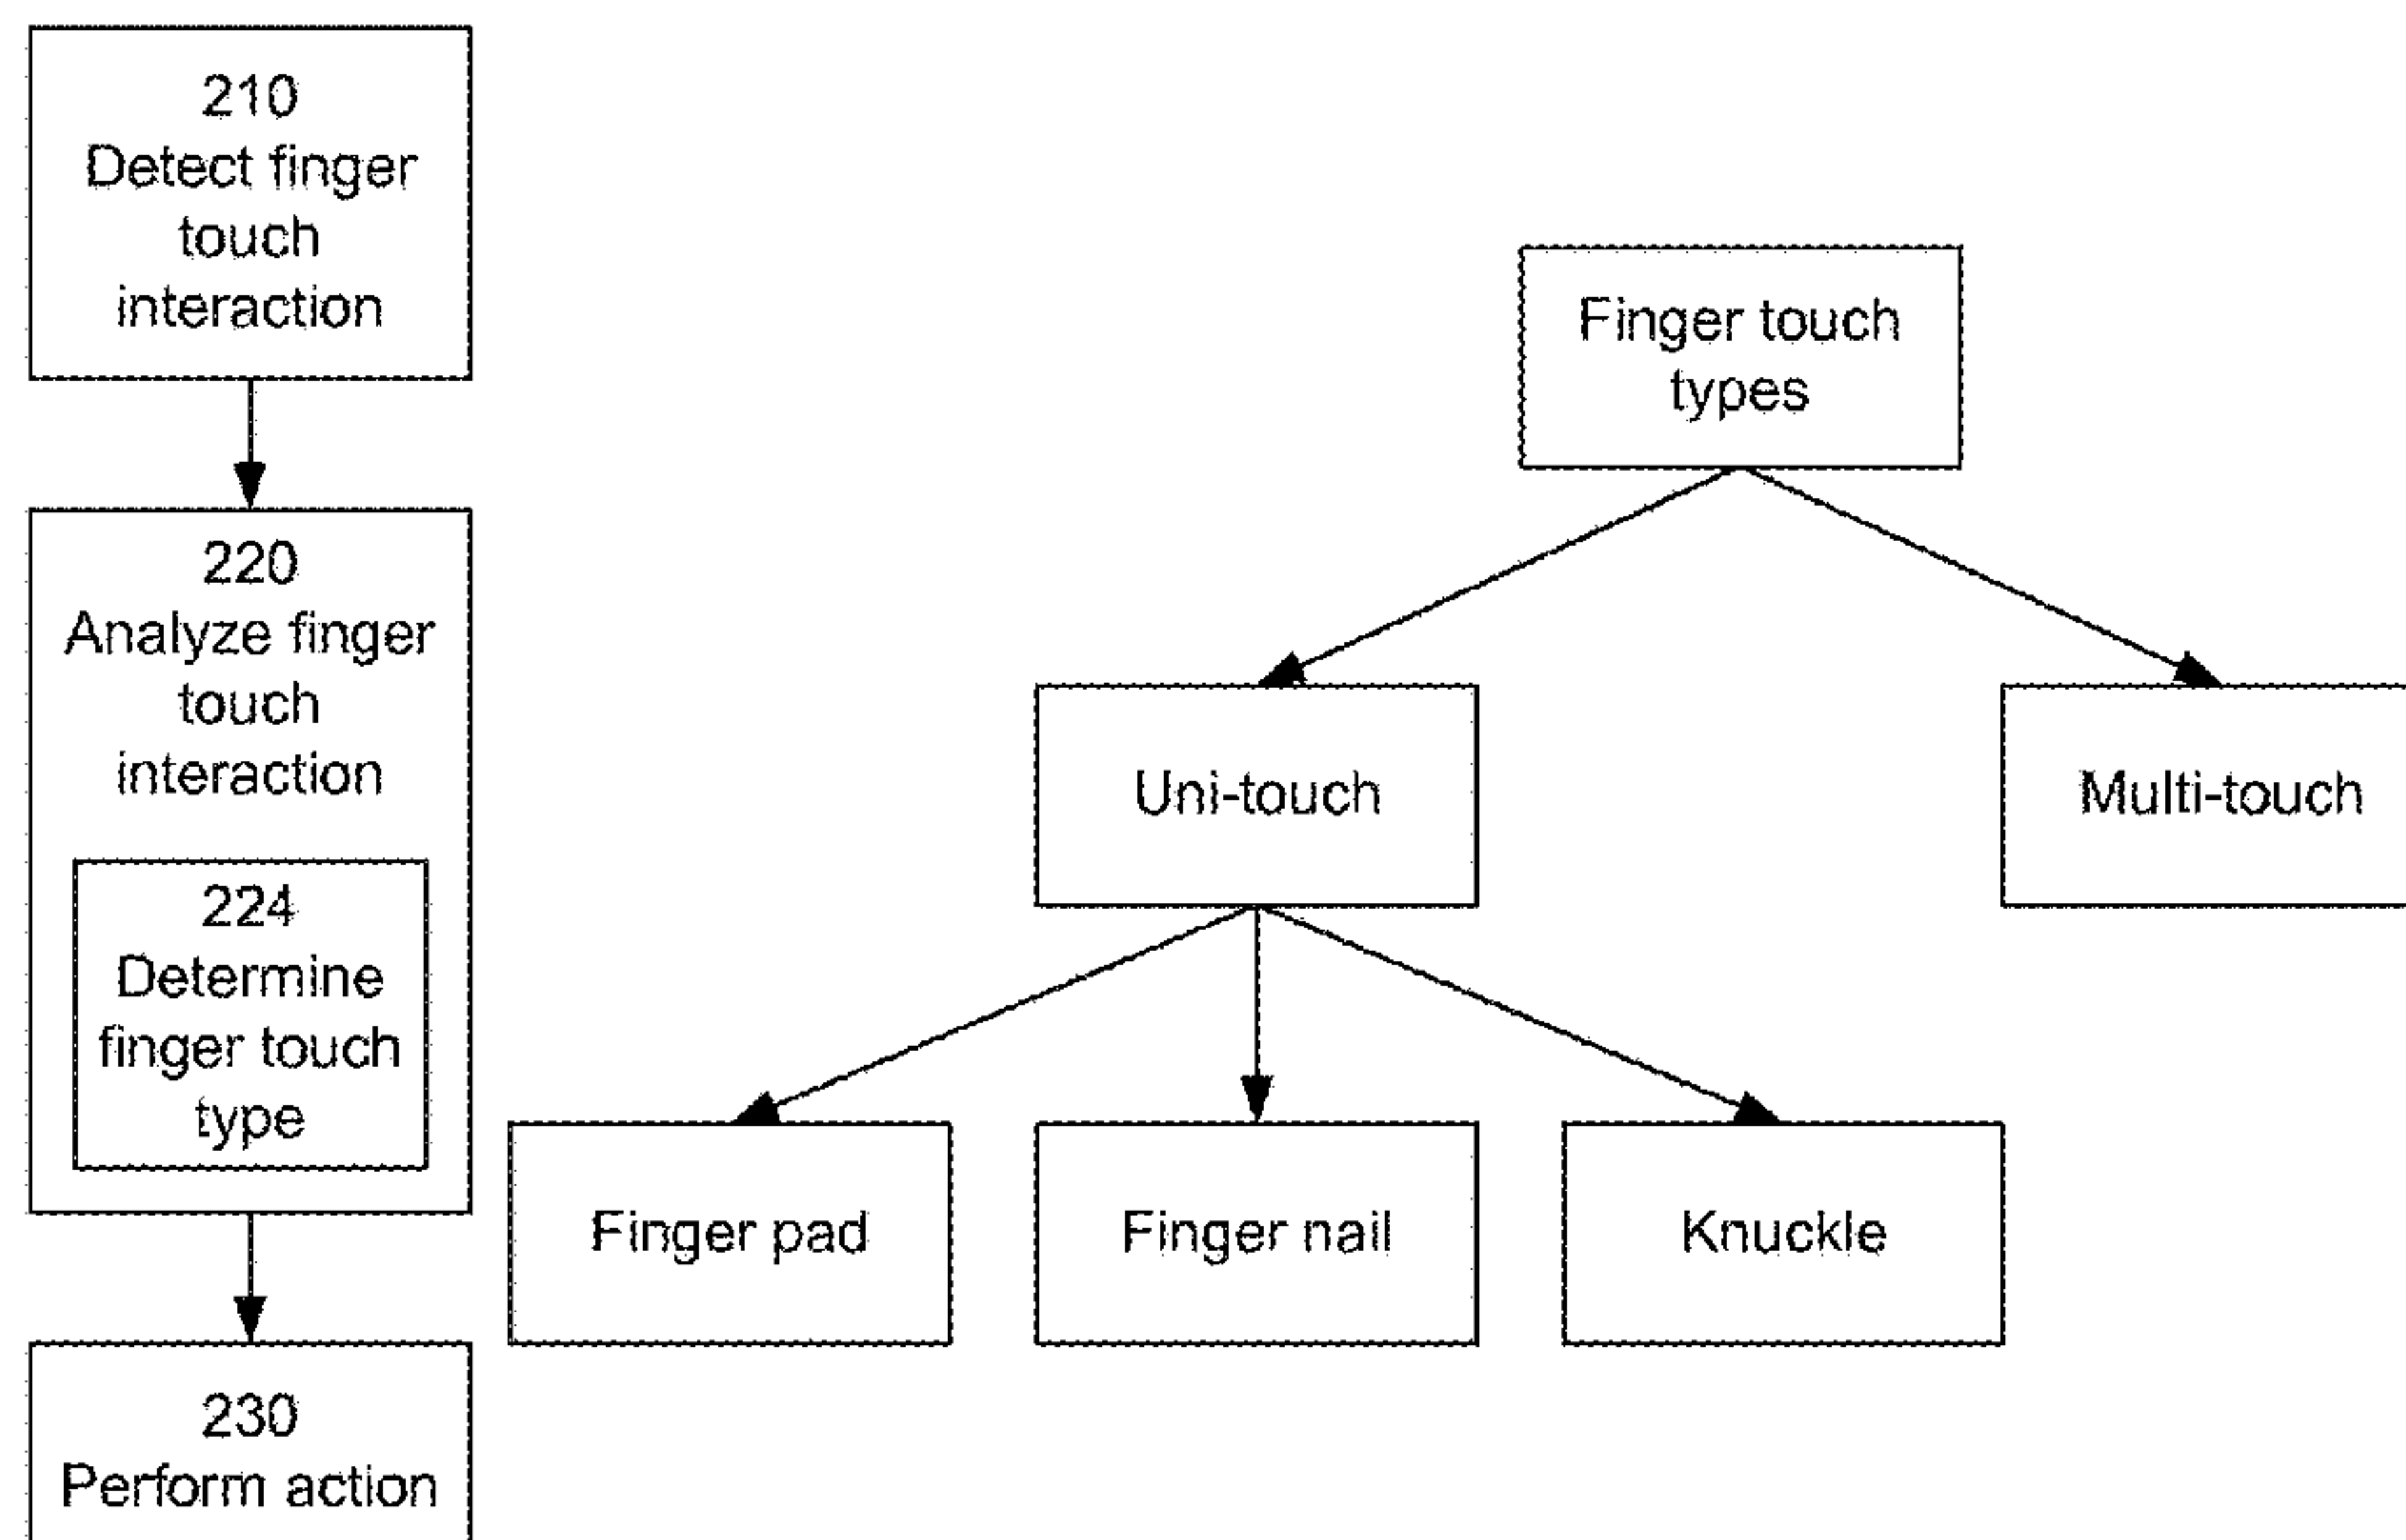 210
Detect finger
touch
interaction
220
Analyze finger
touch
interaction
224
Determine
finger touch
type
230
Perform action
Finger touch
types
Uni-touch
Multi-touch
Finger pad
Finger nail
Knuckle